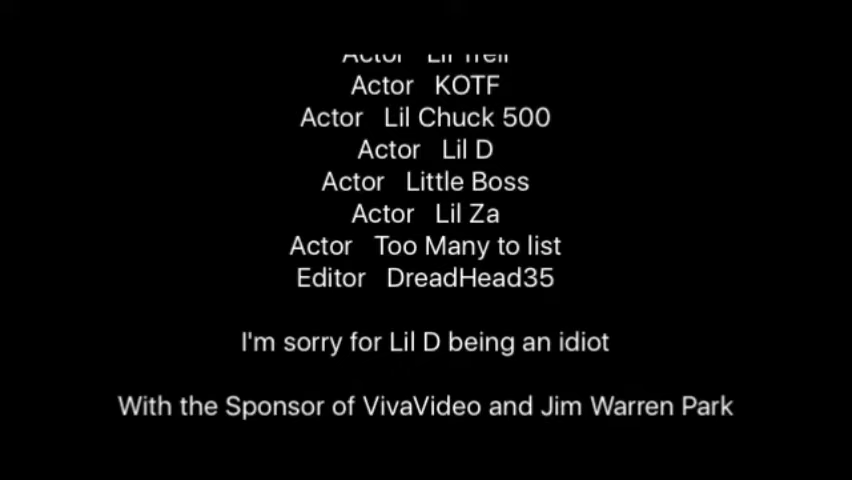 Actor KOTF
Actor Lil Chuck 500
Actor Lil D
Actor Little Boss
Actor Lil Za
Actor Too Many to list
Editor DreadHead35
I'm sorry for Lil D being an idiot
With the Sponsor of VivaVideo and Jim Warren Park